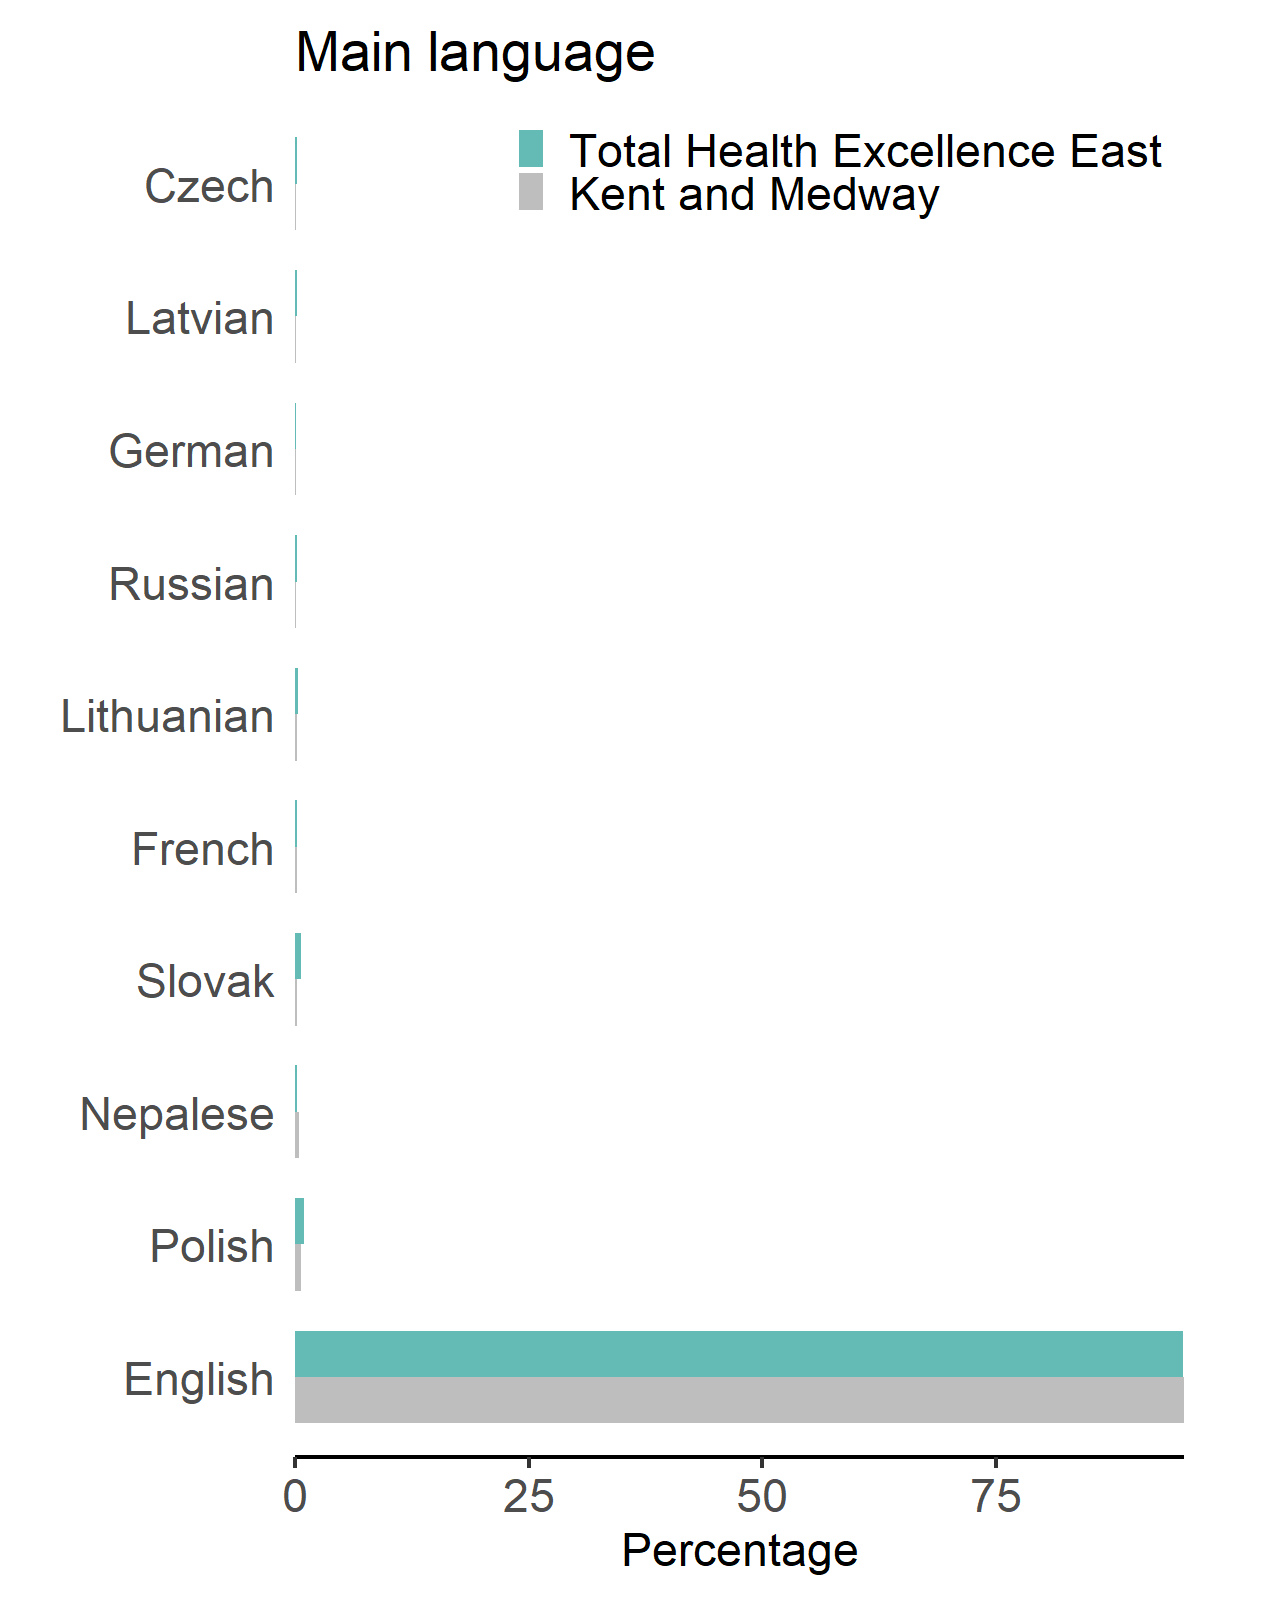 Main language
Total Health Excellence East
Kent and Medway
Czech
Latvian
German
Russian
Lithuanian
French
Slovak
Nepalese
Polish
English
0 25 50 75
Percentage